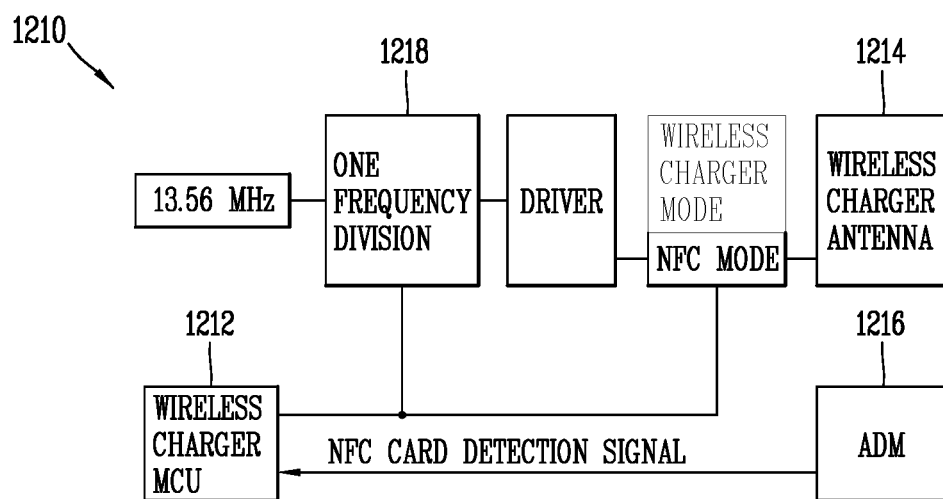 1210
1218
1214
13.56 MHz
ONE
FREQUENCY
DIVISION
DRIVER
WIRELESS
CHARGER
MODE
NFC MODE
WIRELESS
CHARGER
ANTENNA
1212
1216
WIRELESS
CHARGER
MCU
NFC CARD DETECTION SIGNAL
ADM